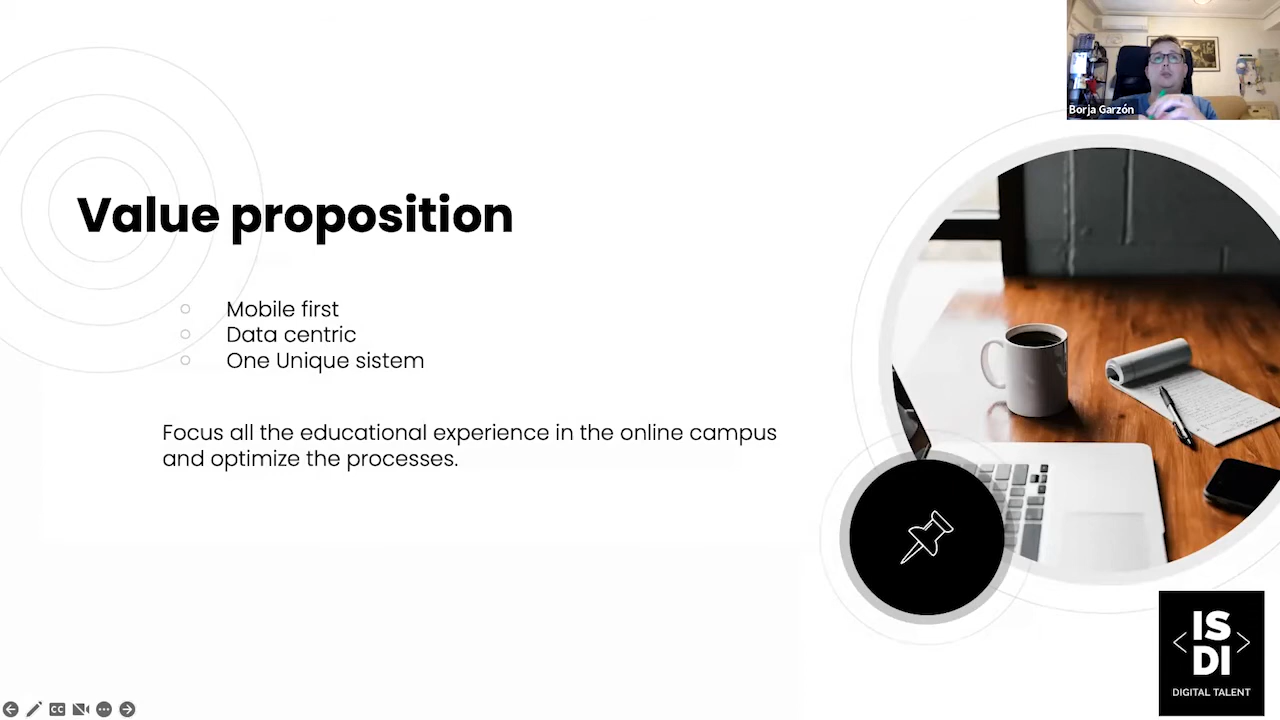 Borja Garzón
Value proposition
Mobile first
Data centric
One Unique sistem
Focus all the educational experience in the online campus
and optimize the processes.
IS
DI
DIGITAL TALENT
CC